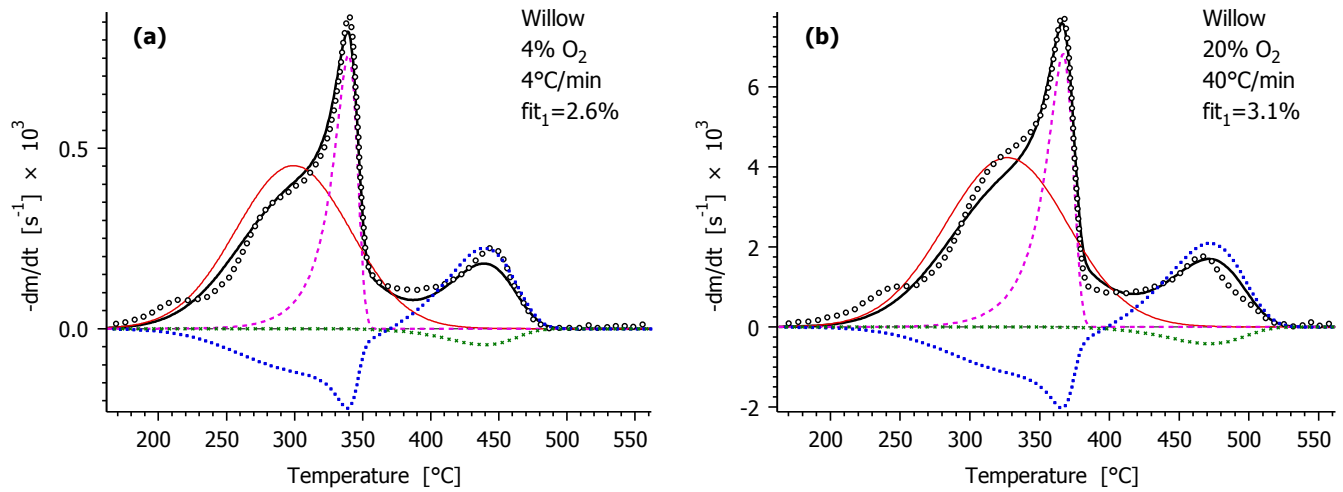 (a)
Willow
4% O₂
4°C/min
fit₁=2.6%
-dm/dt [s⁻¹] × 10³
0.5
0.0
200 250 300 350 400 450 500 550
Temperature [°C]
(b)
Willow
20% O₂
40°C/min
fit₁=3.1%
-dm/dt [s⁻¹] × 10³
6
4
2
0
-2
200 250 300 350 400 450 500 550
Temperature [°C]